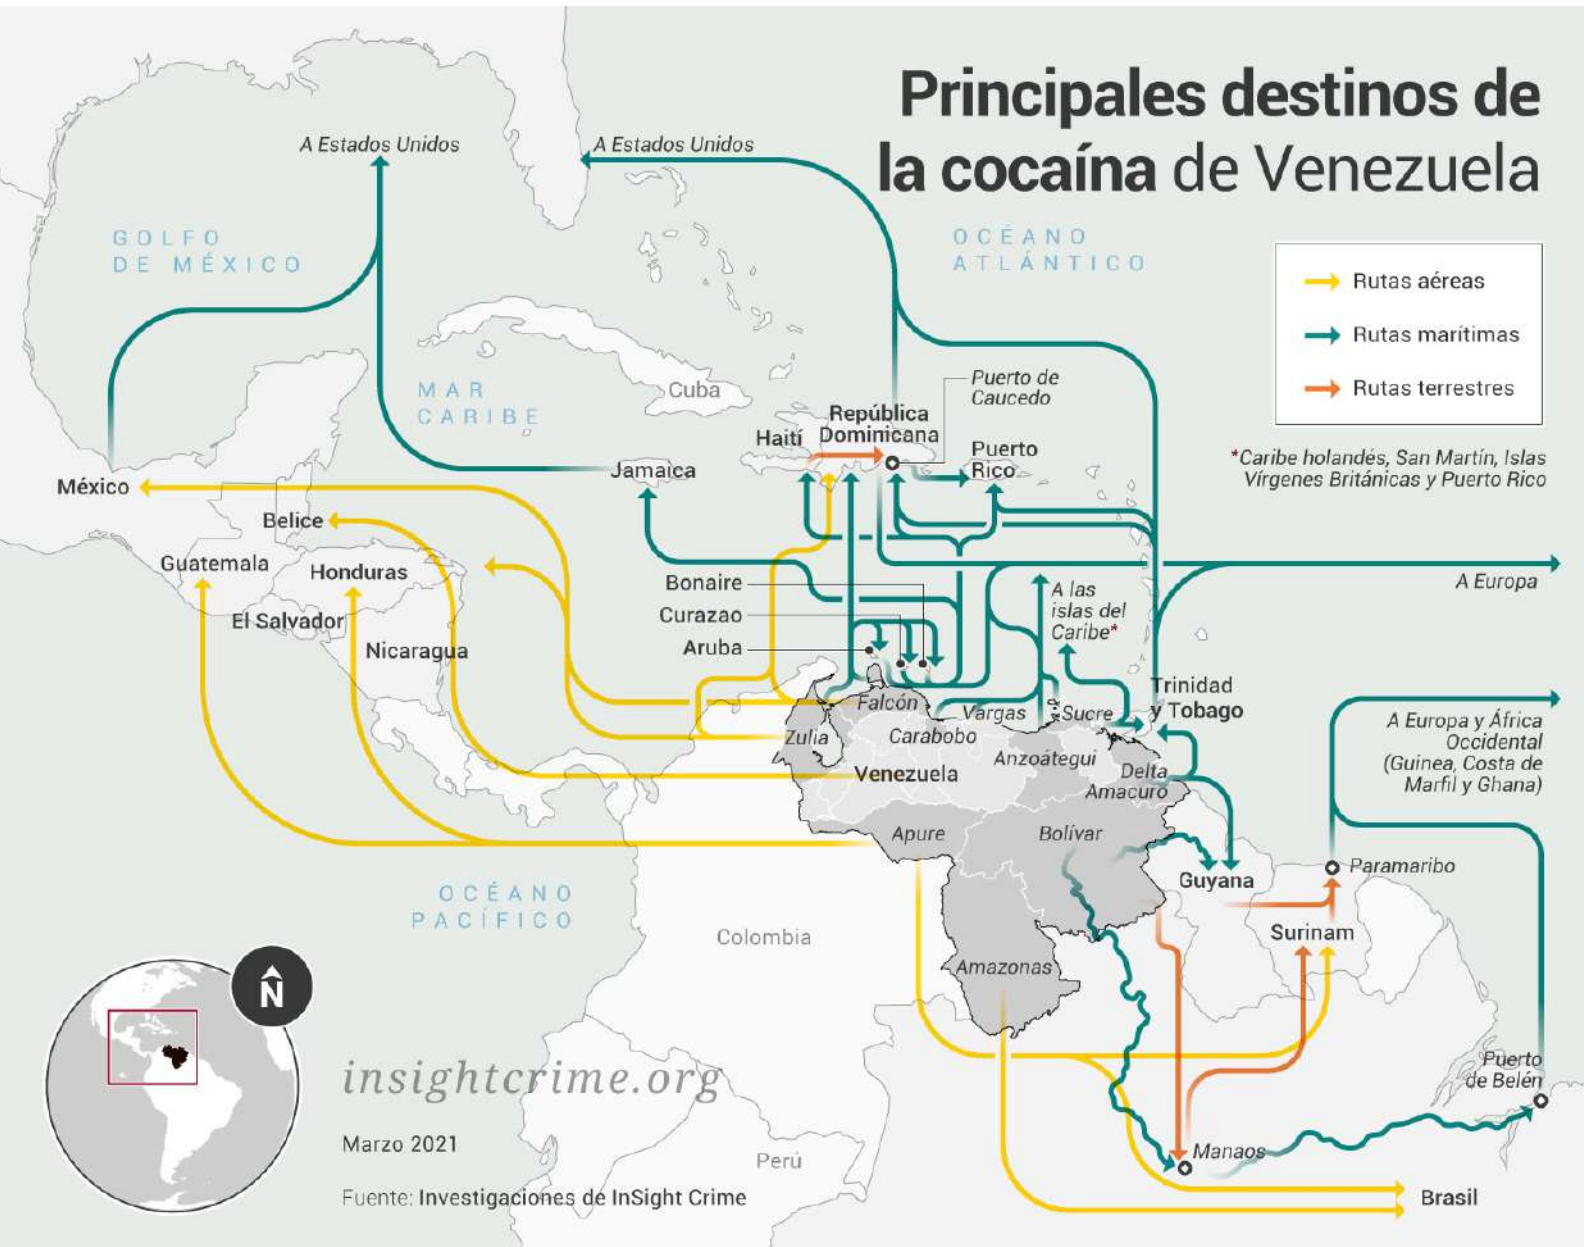 Principales destinos de
la cocaína de Venezuela
A Estados Unidos
A Estados Unidos
GOLFO
DE MÉXICO
OCÉANO
ATLÁNTICO
Rutas aéreas
Rutas marítimas
Rutas terrestres
*Caribe holandés, San Martín, Islas
Vírgenes Británicas y Puerto Rico
MAR
CARIBE
Cuba
Puerto de
Caucedo
República
Dominicana
Haití
Puerto
Rico
Jamaica
México
Belice
Guatemala
Honduras
El Salvador
Nicaragua
Bonaire
Curazao
Aruba
A las
islas del
Caribe*
A Europa
Trinidad
y Tobago
A Europa y África
Occidental
(Guinea, Costa de
Marfil y Ghana)
Falcón
Vargas
Sucre
Zulia
Carabobo
Anzoátegui
Venezuela
Delta
Amacuro
Apure
Bolívar
Guyana
Paramaribo
Surinam
OCÉANO
PACÍFICO
Colombia
Amazonas
N
Puerto
de Belén
insightcrime.org
Marzo 2021
Perú
Manaos
Fuente: Investigaciones de InSight Crime
Brasil